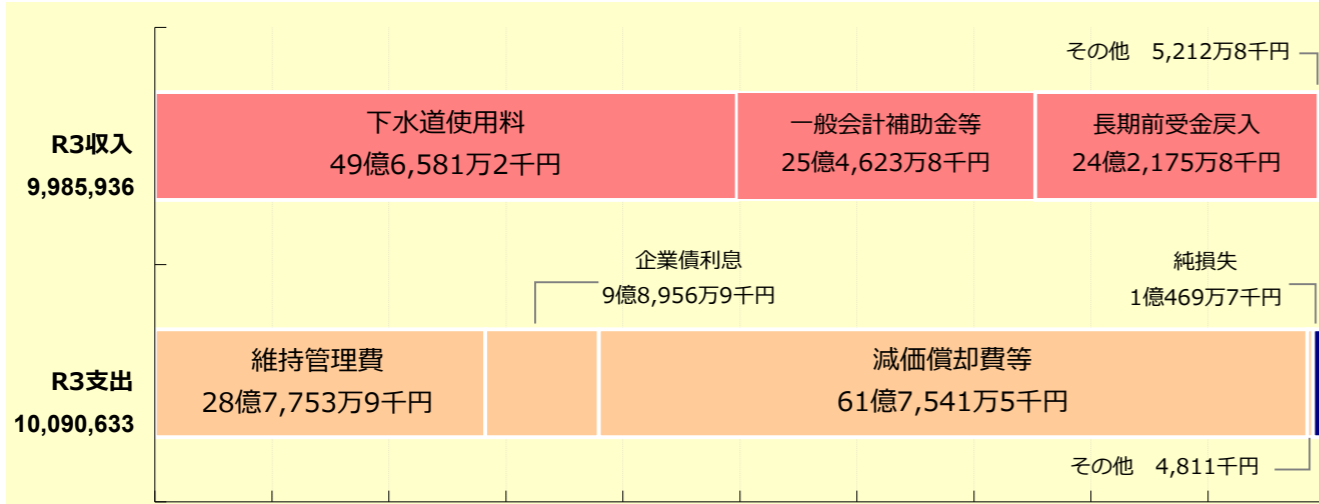 その他　5,212万8千円
R3収入
9,985,936
下水道使用料
49億6,581万2千円
一般会計補助金等
25億4,623万8千円
長期前受金戻入
24億2,175万8千円
企業債利息
9億8,956万9千円
純損失
1億469万7千円
R3支出
10,090,633
維持管理費
28億7,753万9千円
減価償却費等
61億7,541万5千円
その他　4,811千円